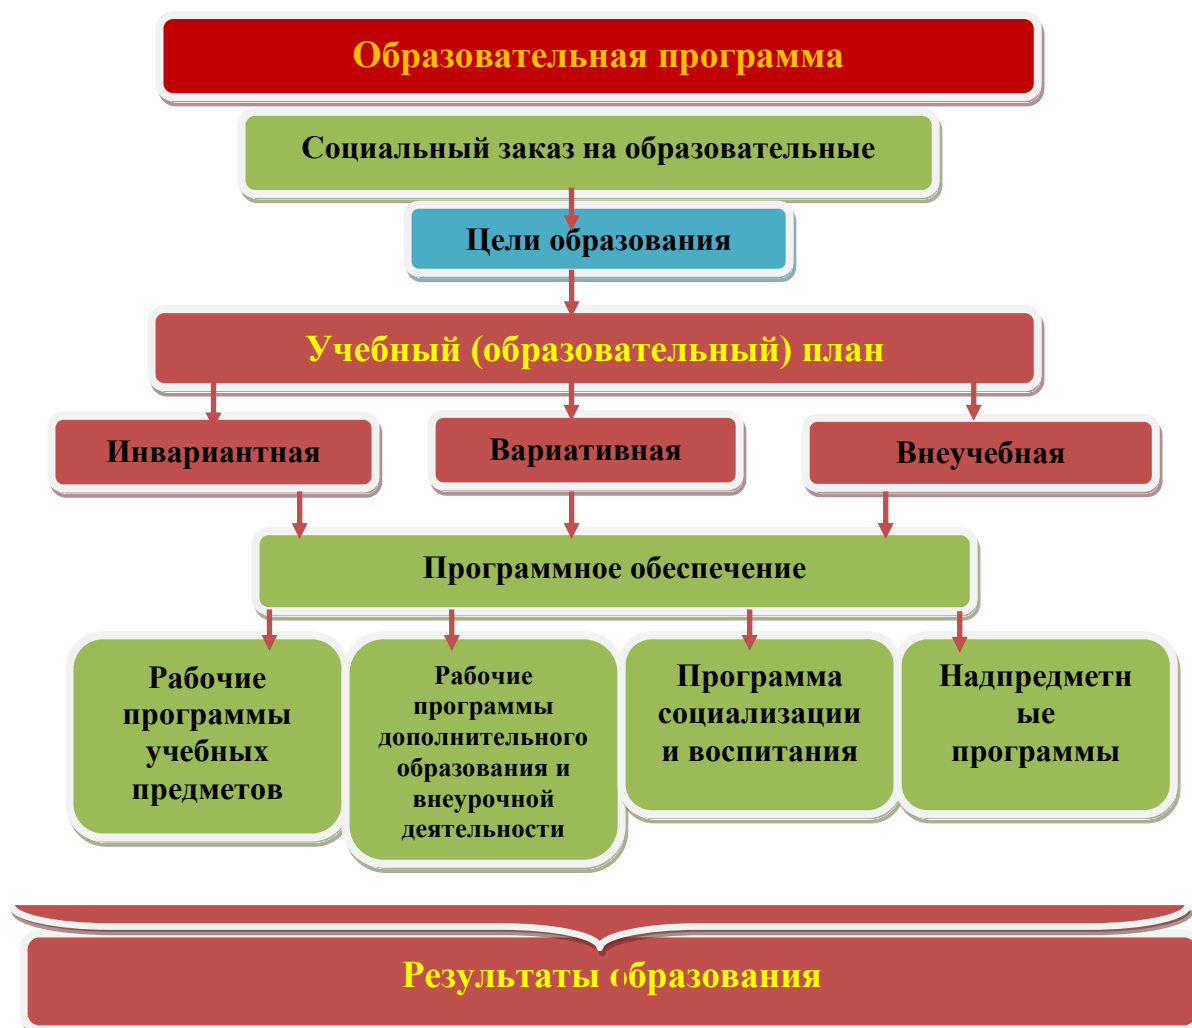 Образовательная программа
Социальный заказ на образовательные
Цели образования
Учебный (образовательный) план
Инвариантная
Вариативная
Внеучебная
Программное обеспечение
Рабочие
программы
учебных
предметов
Рабочие
программы
дополнительного
образования и
внеурочной
деятельности
Программа
социализации
и воспитания
Надпредметн
ые
программы
Результаты образования